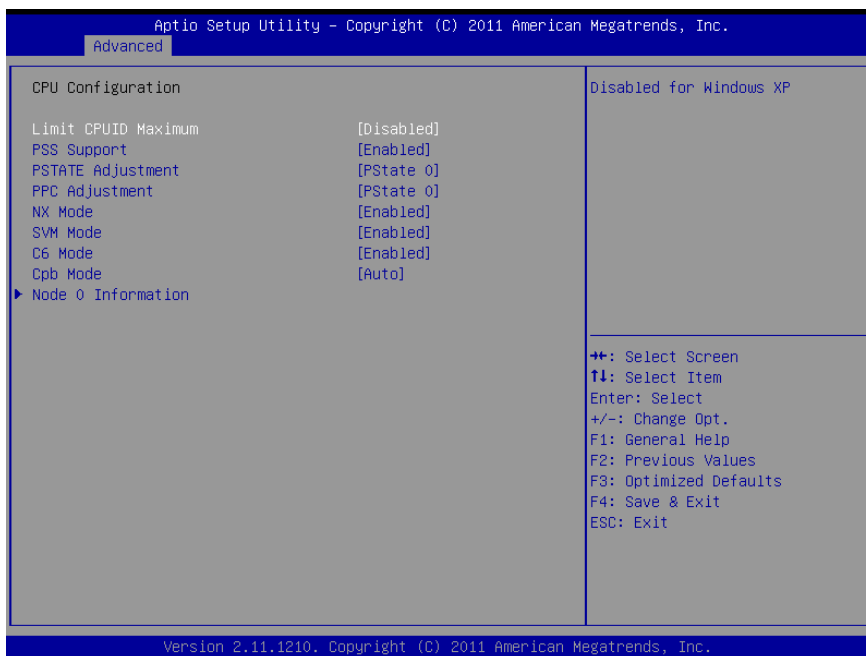 Aptio Setup Utility – Copyright (C) 2011 American Megatrends, Inc.
Advanced
CPU Configuration
Limit CPUID Maximum [Disabled]
PSS Support [Enabled]
PSTATE Adjustment [PState 0]
PPC Adjustment [PState 0]
NX Mode [Enabled]
SVM Mode [Enabled]
C6 Mode [Enabled]
Cpb Mode [Auto]
Node 0 Information
Disabled for Windows XP
→←: Select Screen
↑↓: Select Item
Enter: Select
+/-: Change Opt.
F1: General Help
F2: Previous Values
F3: Optimized Defaults
F4: Save & Exit
ESC: Exit
Version 2.11.1210. Copyright (C) 2011 American Megatrends, Inc.